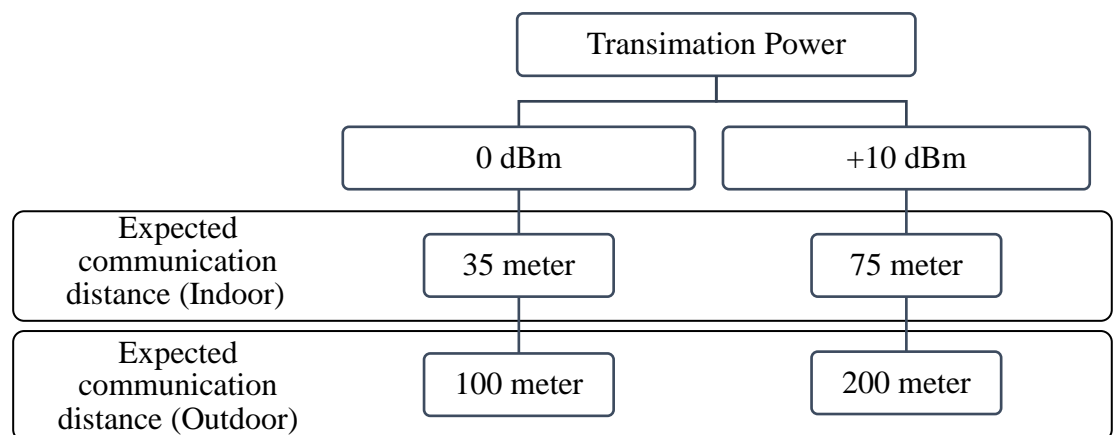 Transimation Power
0 dBm
+10 dBm
Expected
communication
distance (Indoor)
35 meter
75 meter
Expected
communication
distance (Outdoor)
100 meter
200 meter